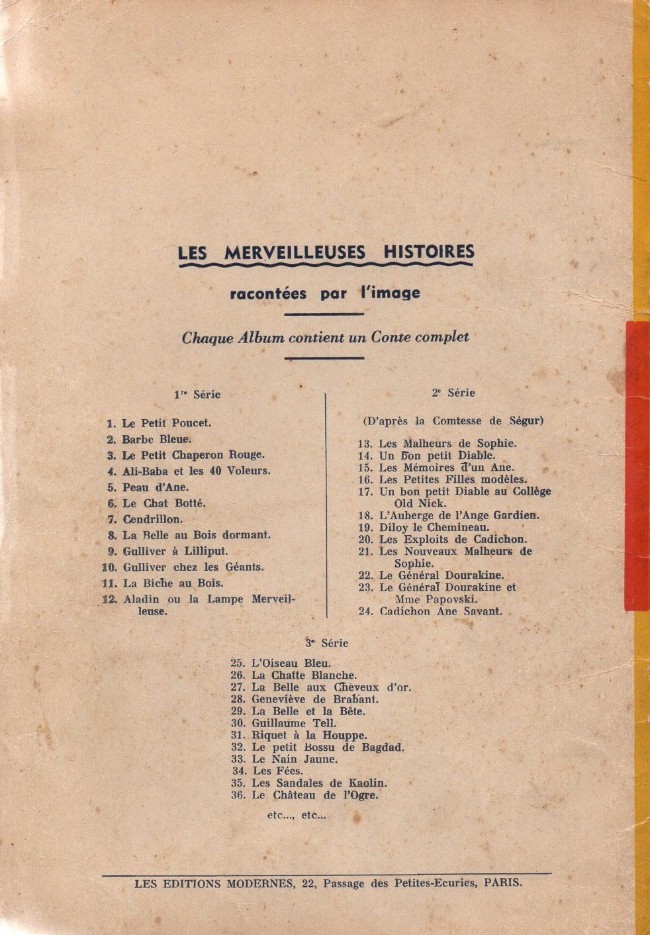 LES MERVEILLEUSES HISTOIRES
racontées par l'image
Chaque Album contient un Conte complet
1re Série
1. Le Petit Poucet.
2. Barbe Bleue.
3. Le Petit Chaperon Rouge.
4. Ali-Baba et les 40 Voleurs.
5. Peau d'Ane.
6. Le Chat Botté.
7. Cendrillon.
8. La Belle au Bois dormant.
9. Gulliver à Lilliput.
10. Gulliver chez les Géants.
11. La Biche au Bois.
12. Aladin ou la Lampe Merveil-
leuse.
2e Série
(D'après la Comtesse de Ségur)
13. Les Malheurs de Sophie.
14. Un bon petit Diable.
15. Les Mémoires d'un Ane.
16. Les Petites Filles modèles.
17. Un bon petit Diable au Collège
Old Nick.
18. L'Auberge de l'Ange Gardien.
19. Diloy le Chemineau.
20. Les Exploits de Cadichon.
21. Les Nouveaux Malheurs de
Sophie.
22. Le Général Dourakine.
23. Le Général Dourakine et
Mme Papovski.
24. Cadichon Ane Savant.
3e Série
25. L'Oiseau Bleu.
26. La Chatte Blanche.
27. La Belle aux Cheveux d'or.
28. Geneviève de Brabant.
29. La Belle et la Bête.
30. Guillaume Tell.
31. Riquet à la Houppe.
32. Le petit Bossu de Bagdad.
33. Le Nain Jaune.
34. Les Fées.
35. Les Sandales de Kaolin.
36. Le Château de l'Ogre.
etc..., etc...
LES EDITIONS MODERNES, 22, Passage des Petites-Ecuries, PARIS.